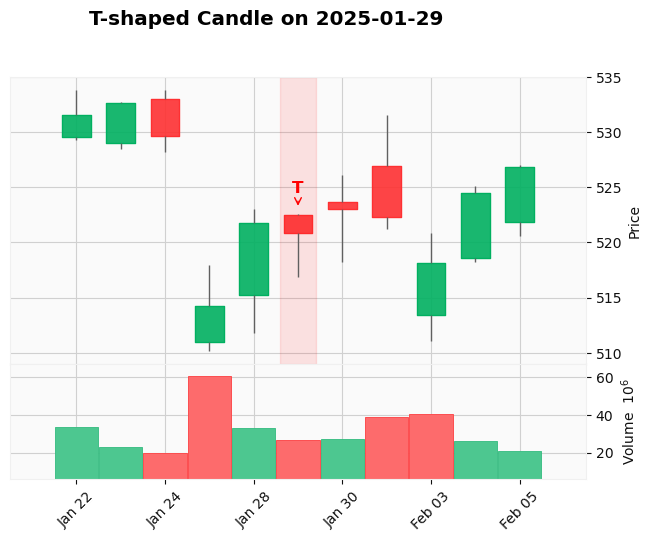 T-shaped Candle on 2025-01-29
535
530
525
T
520
515
510
Price
60
40
20
Volume 10^6
Jan 22
Jan 24
Jan 28
Jan 30
Feb 03
Feb 05